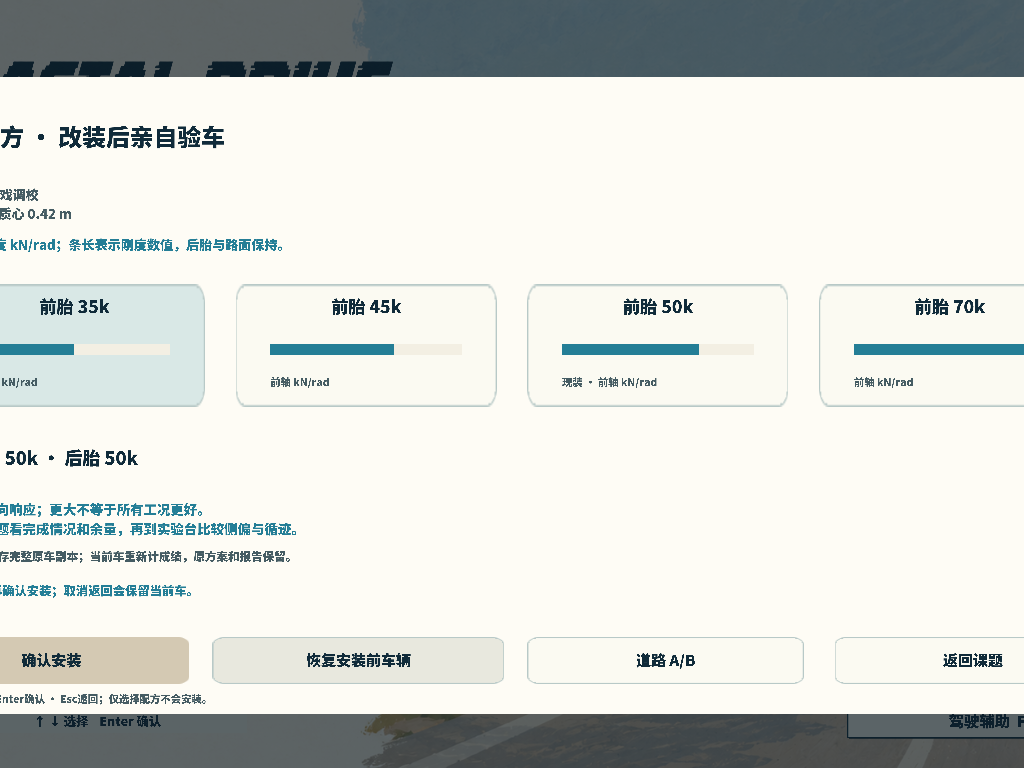 方 · 改装后亲自验车
戏调校
质心 0.42 m
度 kN/rad；条长表示刚度数值，后胎与路面保持。
前胎 35k
前胎 45k
前胎 50k
前胎 70k
kN/rad
前轴 kN/rad
现装 · 前轴 kN/rad
前轴 kN/rad
50k · 后胎 50k
向响应；更大不等于所有工况更好。
题看完成情况和余量，再到实验台比较侧偏与循迹。
存完整原车副本；当前车重新计成绩，原方案和报告保留。
确认安装；取消返回会保留当前车。
确认安装
恢复安装前车辆
道路 A/B
返回课题
Enter确认 · Esc返回；仅选择配方不会安装。
↑ ↓ 选择 Enter 确认
驾驶辅助